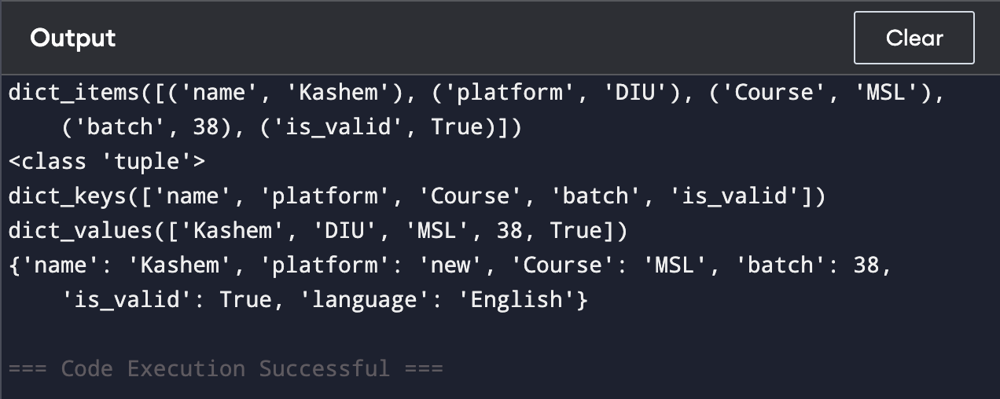 Output
Clear
dict_items([('name', 'Kashem'), ('platform', 'DIU'), ('Course', 'MSL'),
    ('batch', 38), ('is_valid', True)])
<class 'tuple'>
dict_keys(['name', 'platform', 'Course', 'batch', 'is_valid'])
dict_values(['Kashem', 'DIU', 'MSL', 38, True])
{'name': 'Kashem', 'platform': 'new', 'Course': 'MSL', 'batch': 38,
    'is_valid': True, 'language': 'English'}
=== Code Execution Successful ===